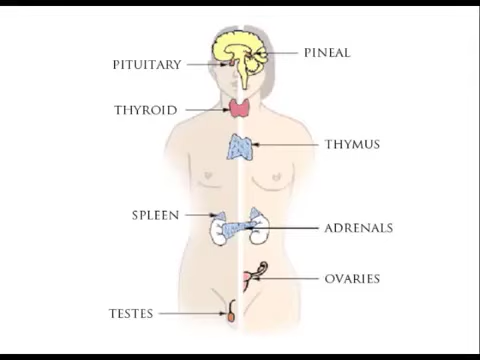 PINEAL
PITUITARY
THYROID
THYMUS
SPLEEN
ADRENALS
OVARIES
TESTES